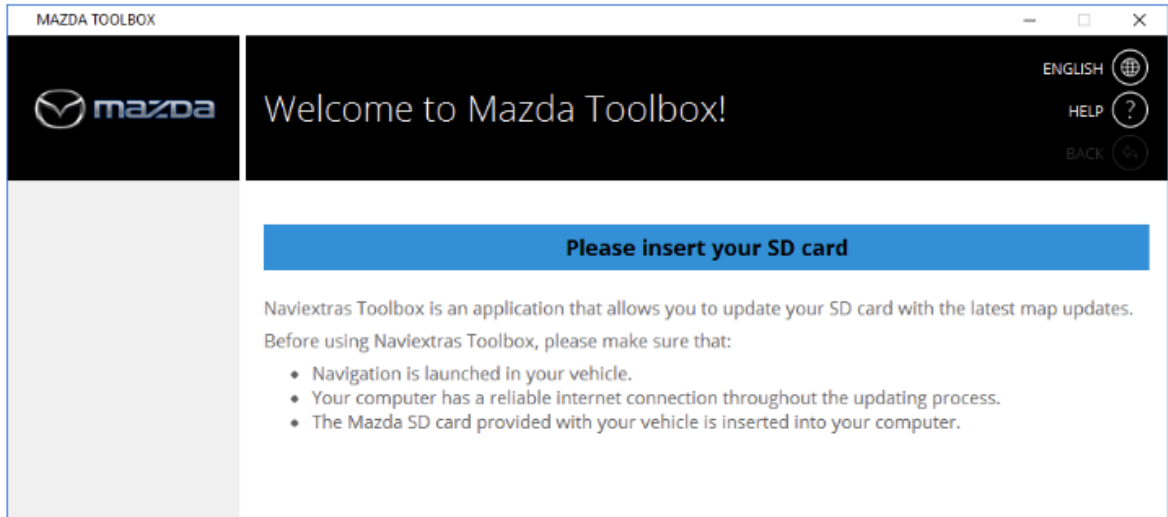 MAZDA TOOLBOX
ENGLISH
mazda
Welcome to Mazda Toolbox!
HELP
?
BACK
Please insert your SD card
Naviextras Toolbox is an application that allows you to update your SD card with the latest map updates.
Before using Naviextras Toolbox, please make sure that:
• Navigation is launched in your vehicle.
• Your computer has a reliable internet connection throughout the updating process.
• The Mazda SD card provided with your vehicle is inserted into your computer.